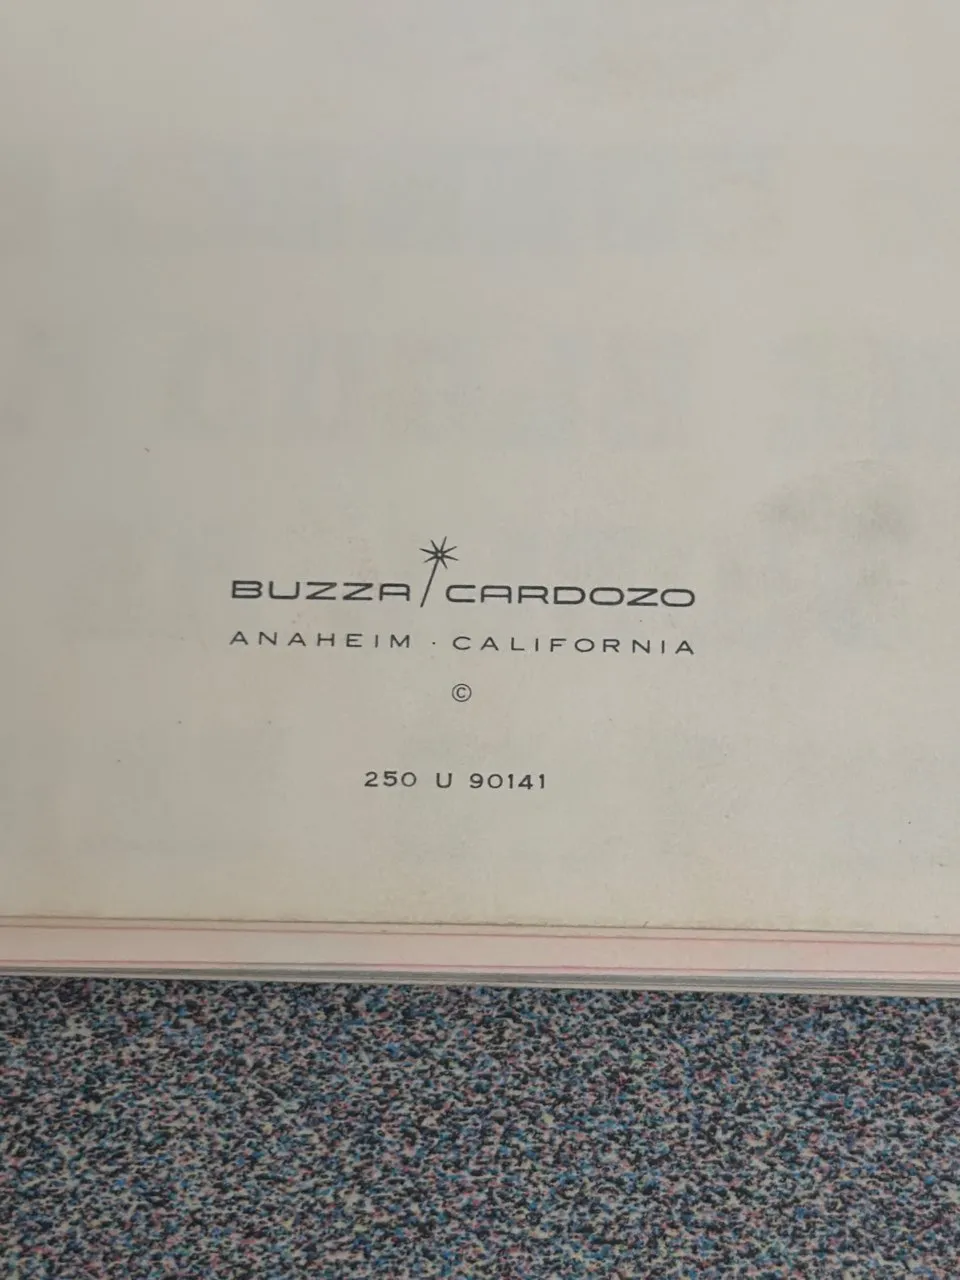 BUZZA/CARDOZO
ANAHEIM · CALIFORNIA
©
250 U 90141